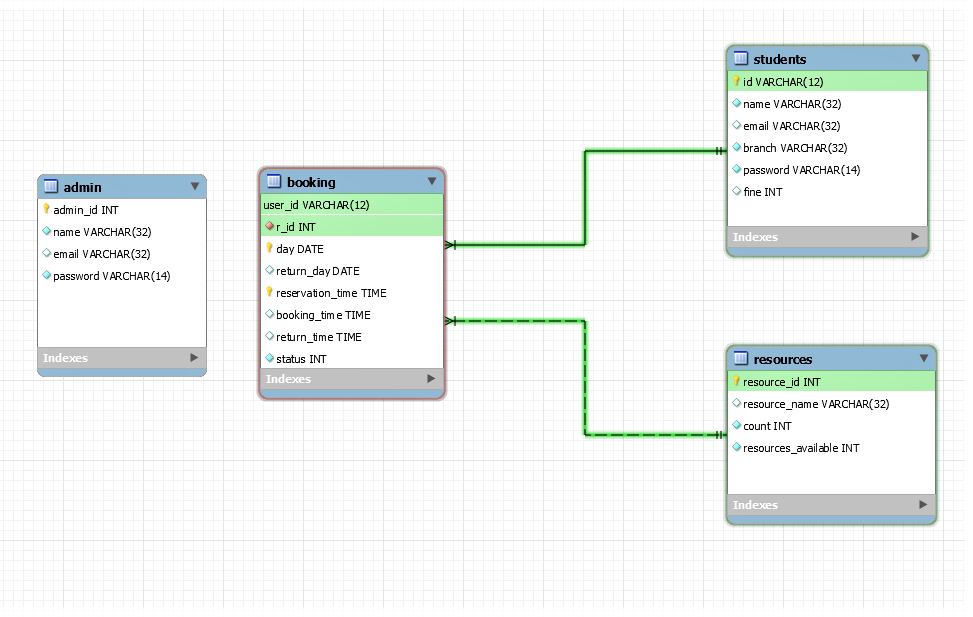 admin
admin_id INT
name VARCHAR(32)
email VARCHAR(32)
password VARCHAR(14)
Indexes
booking
user_id VARCHAR(12)
r_id INT
day DATE
return_day DATE
reservation_time TIME
booking_time TIME
return_time TIME
status INT
Indexes
students
id VARCHAR(12)
name VARCHAR(32)
email VARCHAR(32)
branch VARCHAR(32)
password VARCHAR(14)
fine INT
Indexes
resources
resource_id INT
resource_name VARCHAR(32)
count INT
resources_available INT
Indexes